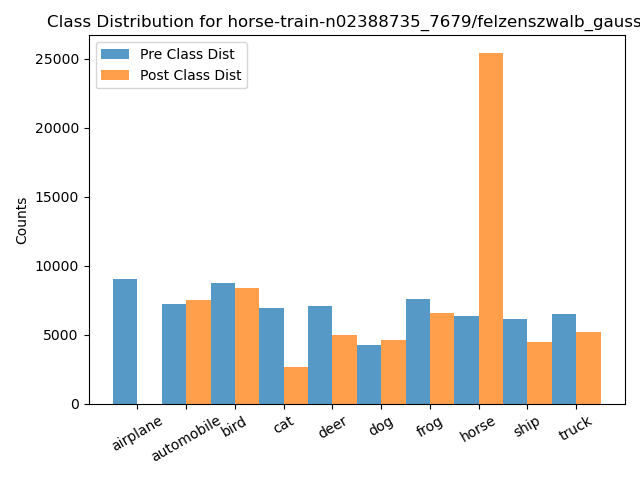 Class Distribution for horse-train-n02388735_7679/felzenszwalb_gauss
Pre Class Dist
Post Class Dist
Counts
25000
20000
15000
10000
5000
0
airplane
automobile
bird
cat
deer
dog
frog
horse
ship
truck